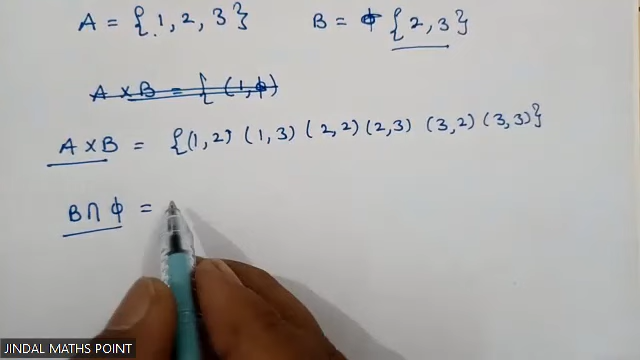 A = {1, 2, 3} B = ϕ {2, 3}
A × B = { (1, ϕ)
A × B = {(1, 2) (1, 3) (2, 2) (2, 3) (3, 2) (3, 3)}
B ∩ ϕ =
JINDAL MATHS POINT